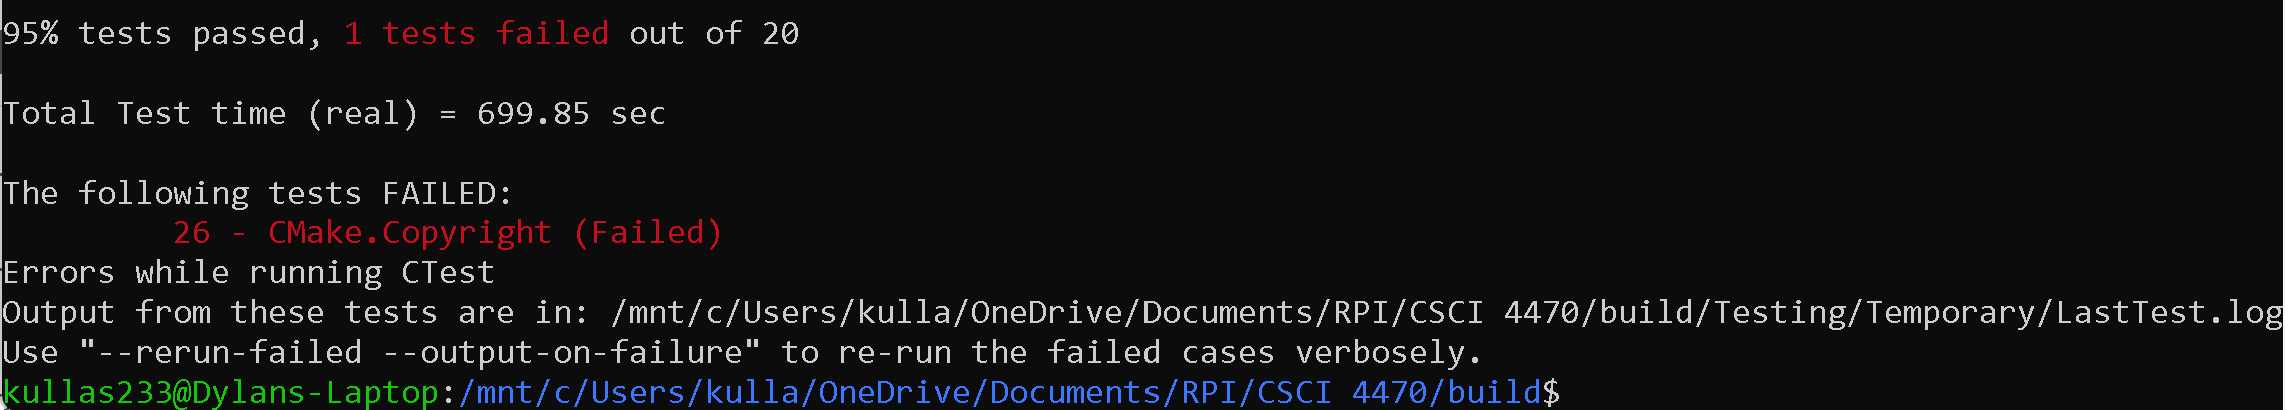 95% tests passed, 1 tests failed out of 20
Total Test time (real) = 699.85 sec
The following tests FAILED:
26 - CMake.Copyright (Failed)
Errors while running CTest
Output from these tests are in: /mnt/c/Users/kulla/OneDrive/Documents/RPI/CSCI 4470/build/Testing/Temporary/LastTest.log
Use "--rerun-failed --output-on-failure" to re-run the failed cases verbosely.
kullas233@Dylans-Laptop:/mnt/c/Users/kulla/OneDrive/Documents/RPI/CSCI 4470/build$